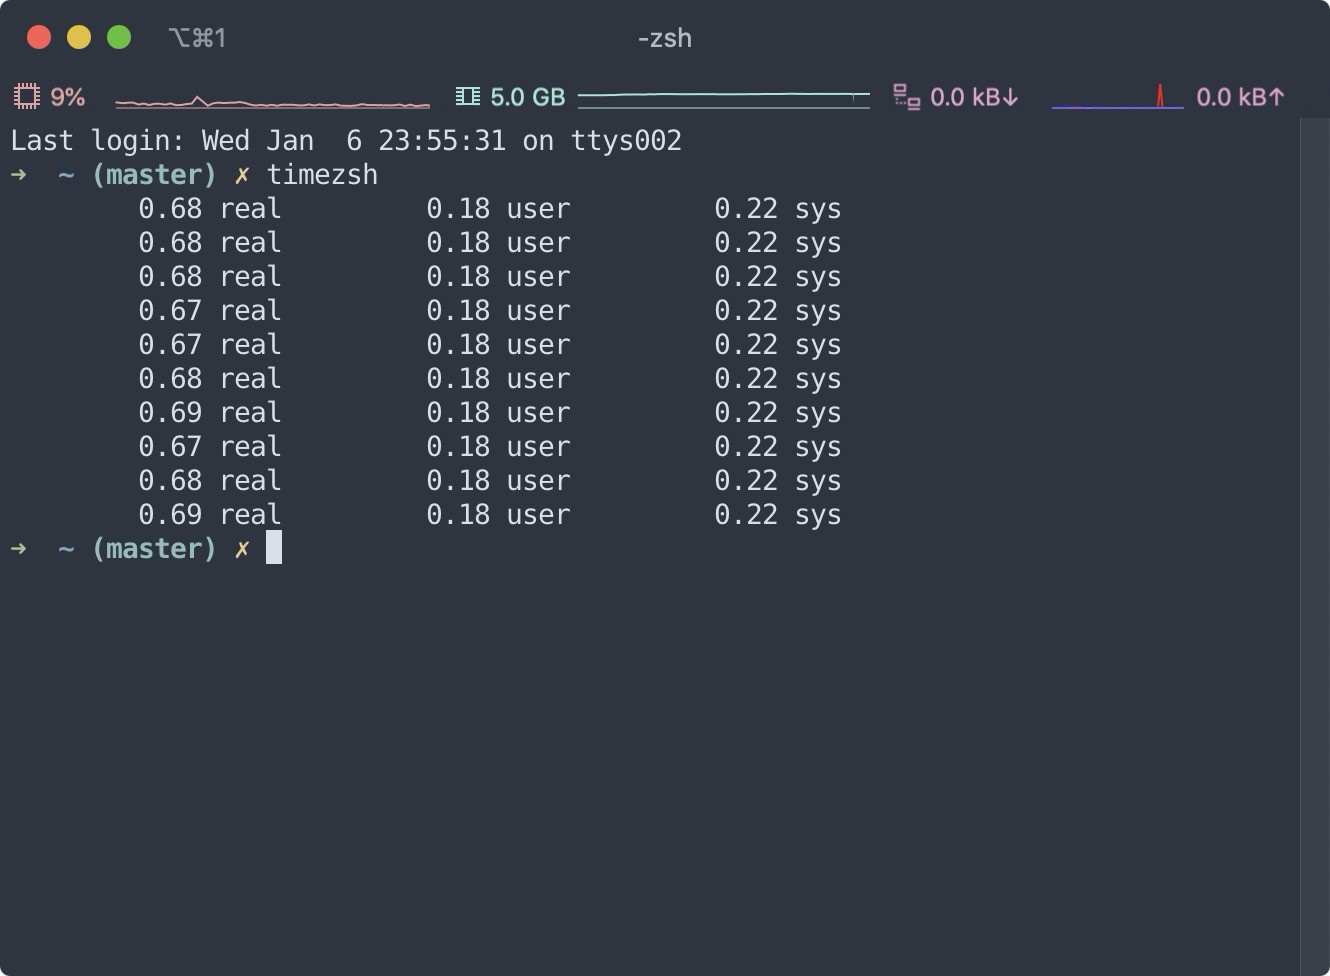 ⌥⌘1 -zsh
9% 5.0 GB 0.0 kB↓ 0.0 kB↑
Last login: Wed Jan  6 23:55:31 on ttys002
➜  ~ (master) ✗ timezsh
        0.68 real         0.18 user         0.22 sys
        0.68 real         0.18 user         0.22 sys
        0.68 real         0.18 user         0.22 sys
        0.67 real         0.18 user         0.22 sys
        0.67 real         0.18 user         0.22 sys
        0.68 real         0.18 user         0.22 sys
        0.69 real         0.18 user         0.22 sys
        0.67 real         0.18 user         0.22 sys
        0.68 real         0.18 user         0.22 sys
        0.69 real         0.18 user         0.22 sys
➜  ~ (master) ✗